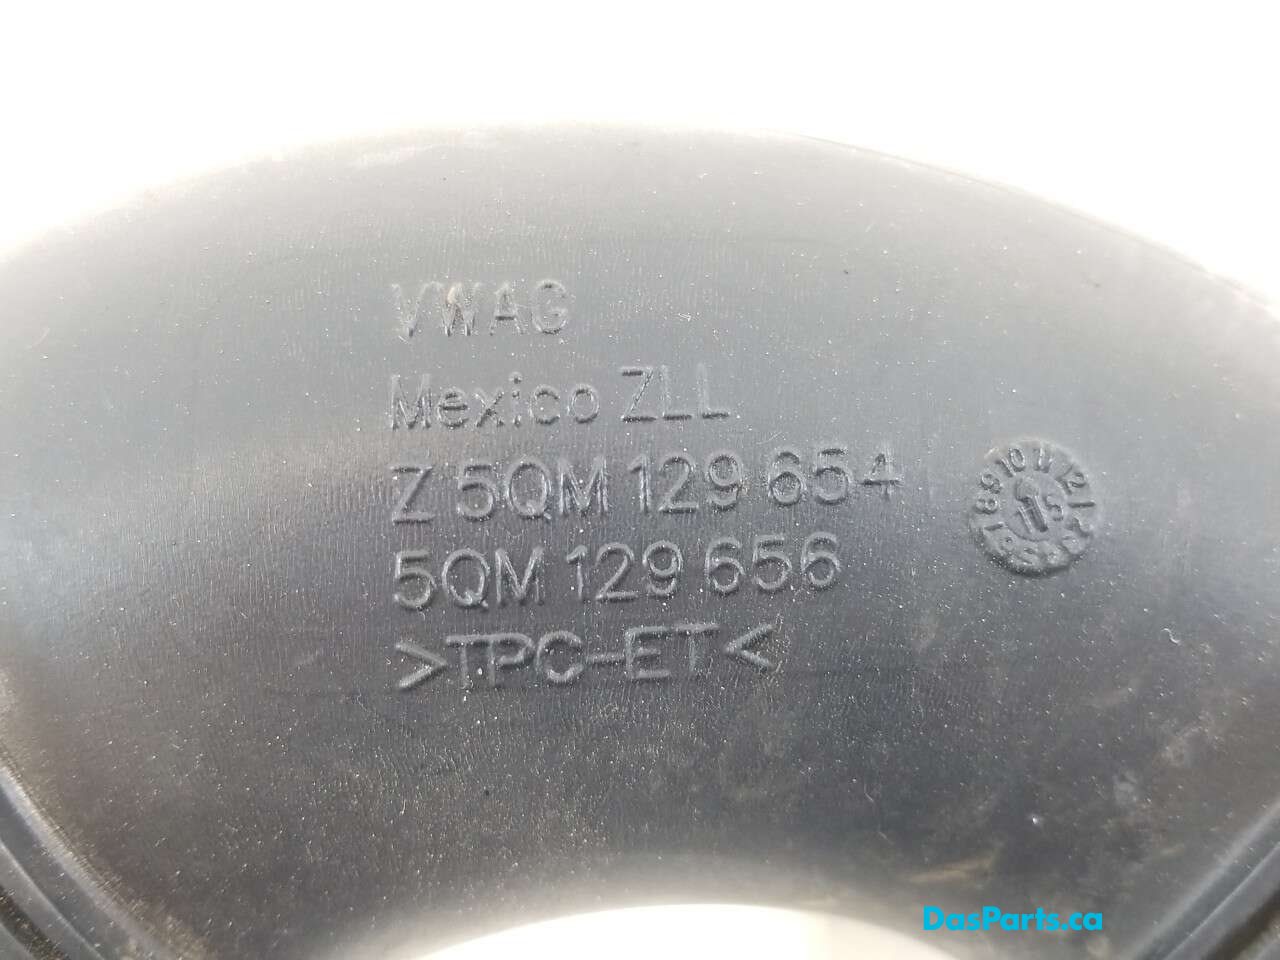 VWAG
Mexico ZLL
Z 5QM 129 654
5QM 129 656
>TPC-ET<
DasParts.ca